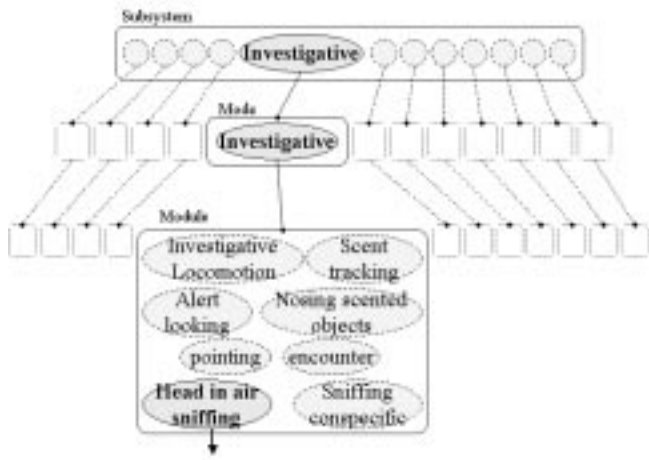 Subsystem
Investigative
Mode
Investigative
Module
Investigative
Locomotion
Scent
tracking
Alert
looking
Nosing scented
objects
pointing
encounter
Head in air
sniffing
Sniffing
conspecific